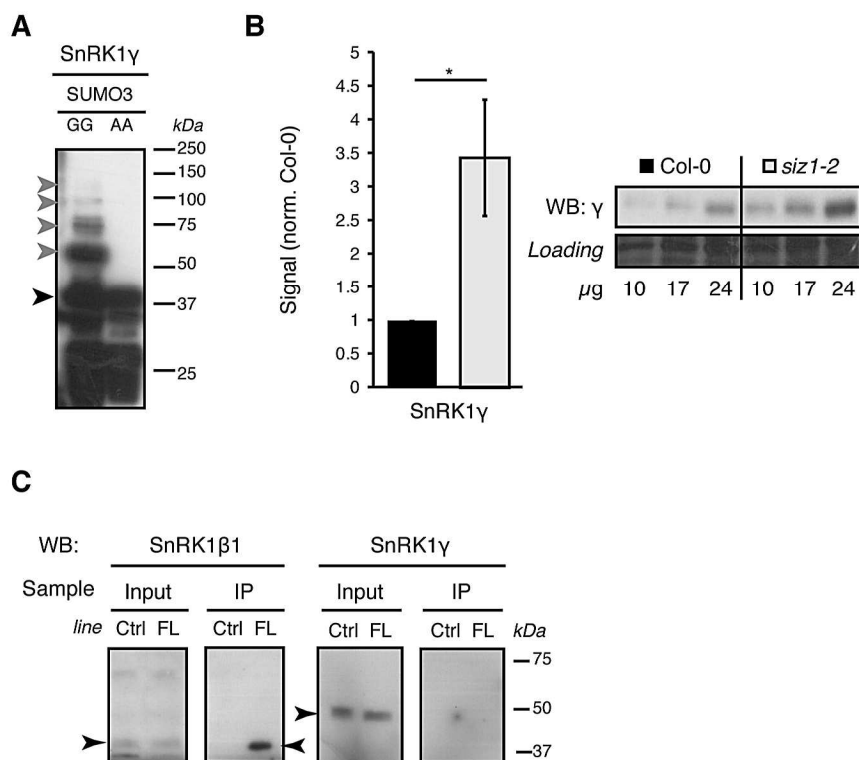 A
SnRK1γ
SUMO3
GG AA kDa
250
150
100
75
50
37
25
B
5
4.5
4
3.5
3
2.5
2
1.5
1
0.5
0
Signal (norm. Col-0)
*
SnRK1γ
Col-0 siz1-2
WB: γ
Loading
µg 10 17 24 10 17 24
C
WB: SnRK1β1 SnRK1γ
Sample Input IP Input IP
line Ctrl FL Ctrl FL Ctrl FL Ctrl FL kDa
75
50
37